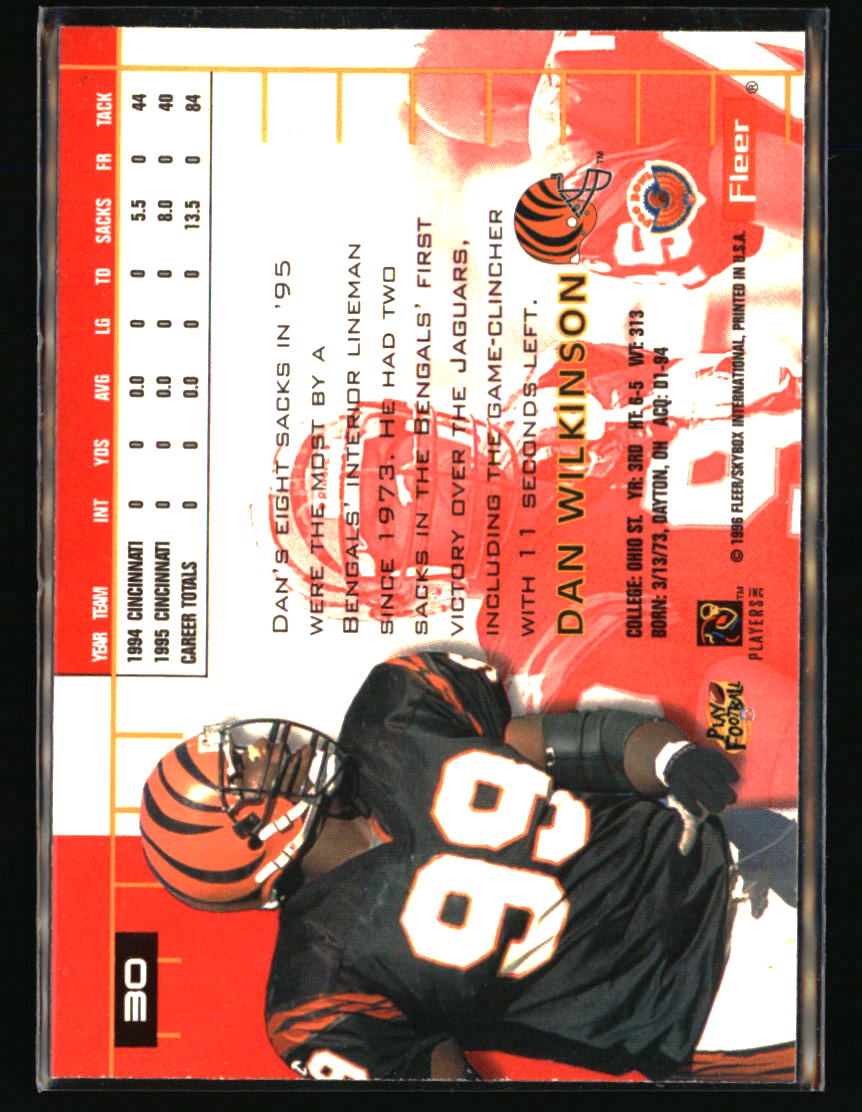 YEAR TEAM INT YDS AVG LG TD SACKS FR TACK
1994 CINCINNATI 0 0 0.0 0 0 5.5 0 44
1995 CINCINNATI 0 0 0.0 0 0 8.0 0 40
CAREER TOTALS 0 0 0.0 0 0 13.5 0 84
DAN'S EIGHT SACKS IN '95
WERE THE MOST BY A
BENGALS' INTERIOR LINEMAN
SINCE 1973. HE HAD TWO
SACKS IN THE BENGALS' FIRST
VICTORY OVER THE JAGUARS,
INCLUDING THE GAME-CLINCHER
WITH 11 SECONDS LEFT.
DAN WILKINSON
COLLEGE: OHIO ST. YR: 3RD HT: 6-5 WT: 313
BORN: 3/13/73, DAYTON, OH ACQ: D1-94
TM
PRO BOWL
PLAY FOOTBALL
TM
PLAYERS INC
© 1996 FLEER/SKYBOX INTERNATIONAL, PRINTED IN U.S.A.
Fleer ®
30
99
9
9